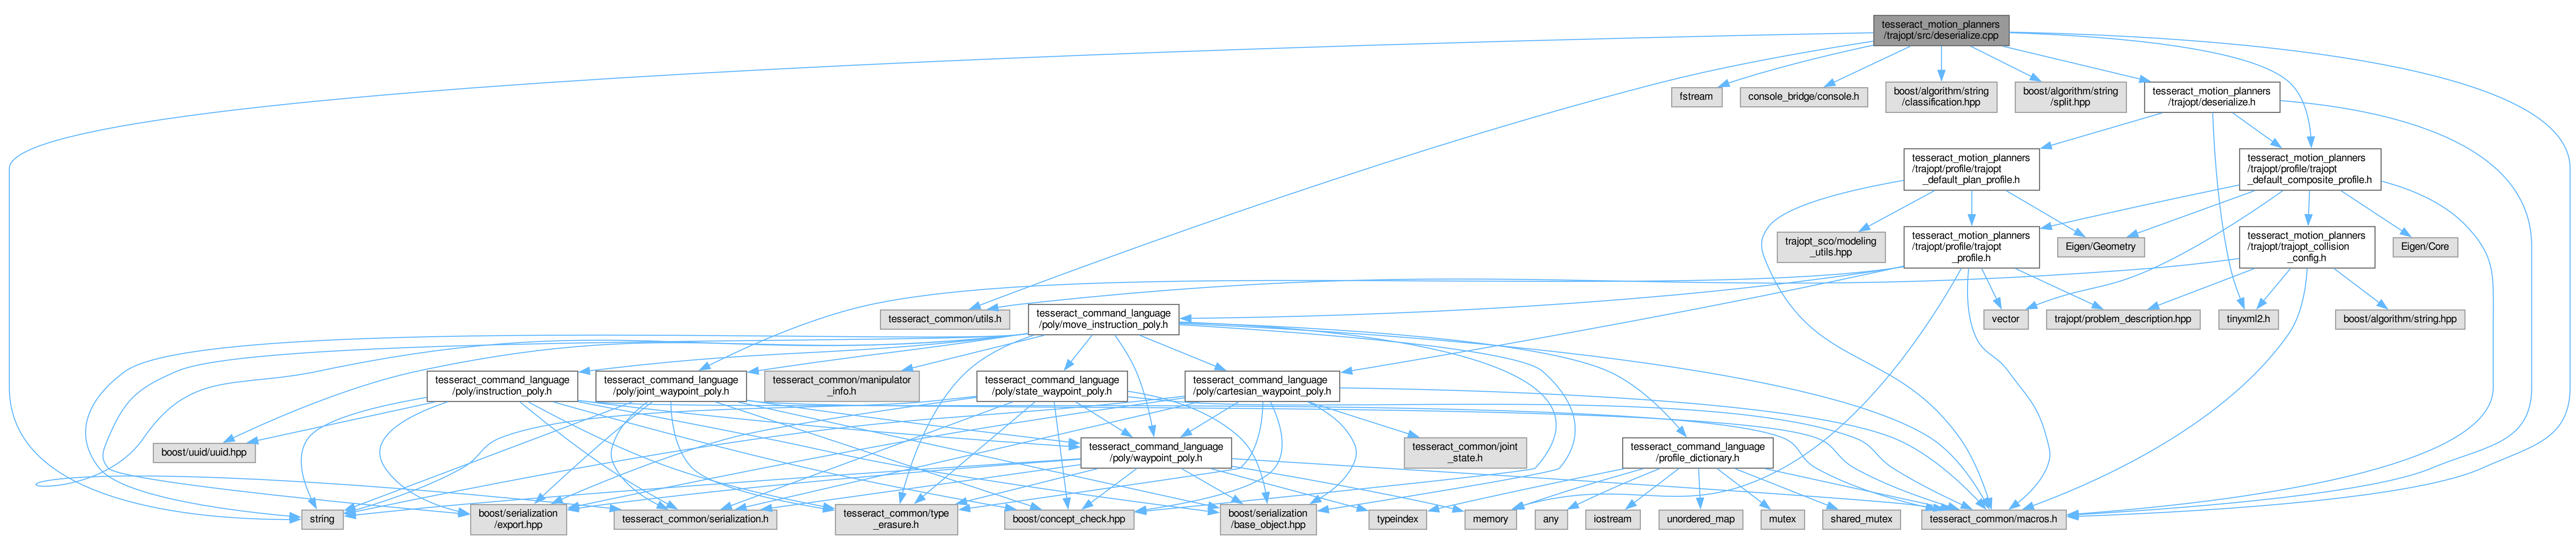 tesseract_motion_planners
/trajopt/src/deserialize.cpp
fstream
console_bridge/console.h
boost/algorithm/string
/classification.hpp
boost/algorithm/string
/split.hpp
tesseract_motion_planners
/trajopt/deserialize.h
tesseract_motion_planners
/trajopt/profile/trajopt
_default_plan_profile.h
tesseract_motion_planners
/trajopt/profile/trajopt
_default_composite_profile.h
trajopt_sco/modeling
_utils.hpp
tesseract_motion_planners
/trajopt/profile/trajopt
_profile.h
Eigen/Geometry
tesseract_motion_planners
/trajopt/trajopt_collision
_config.h
Eigen/Core
tesseract_common/utils.h
tesseract_command_language
/poly/move_instruction_poly.h
vector
trajopt/problem_description.hpp
tinyxml2.h
boost/algorithm/string.hpp
tesseract_command_language
/poly/instruction_poly.h
tesseract_command_language
/poly/joint_waypoint_poly.h
tesseract_common/manipulator
_info.h
tesseract_command_language
/poly/state_waypoint_poly.h
tesseract_command_language
/poly/cartesian_waypoint_poly.h
boost/uuid/uuid.hpp
tesseract_command_language
/poly/waypoint_poly.h
tesseract_common/joint
_state.h
tesseract_command_language
/profile_dictionary.h
string
boost/serialization
/export.hpp
tesseract_common/serialization.h
tesseract_common/type
_erasure.h
boost/concept_check.hpp
boost/serialization
/base_object.hpp
typeindex
memory
any
iostream
unordered_map
mutex
shared_mutex
tesseract_common/macros.h